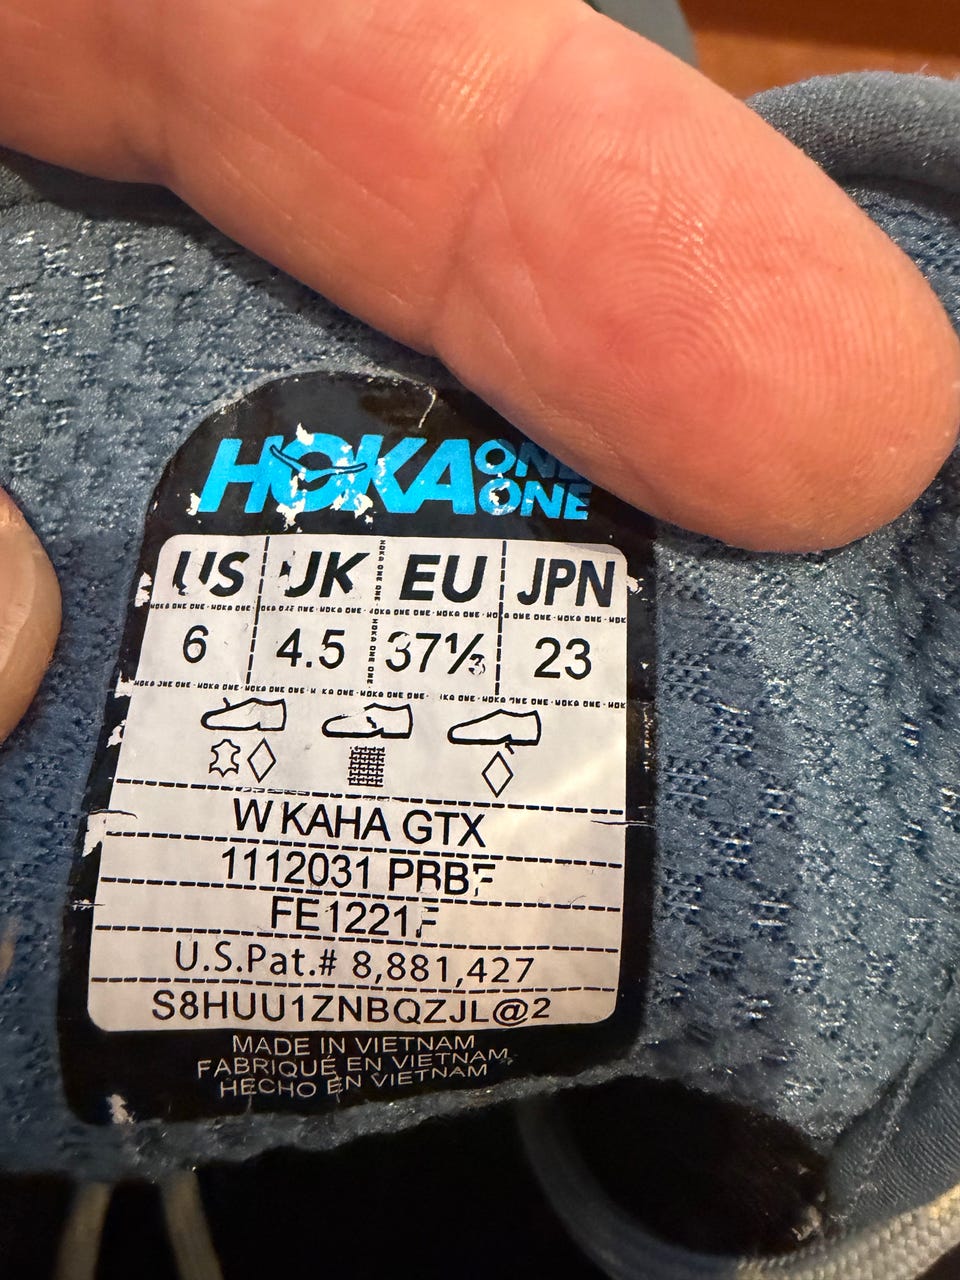 HOKA ONE ONE
US UK EU JPN
6 4.5 37⅓ 23
W KAHA GTX
1112031
FE1221F
U.S.Pat.# 8,881,427
S8HUU1ZNBQZJL@2
MADE IN VIETNAM
FABRIQUÉ EN VIETNAM
HECHO EN VIETNAM